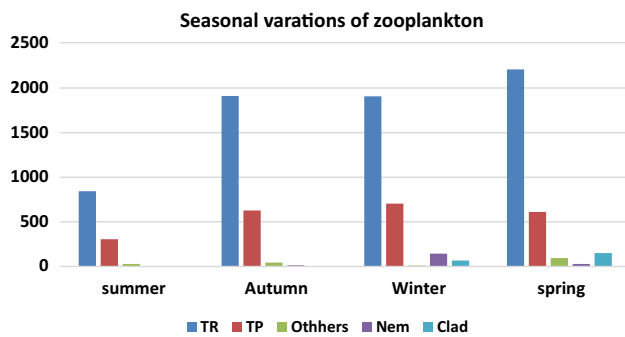 Seasonal varations of zooplankton
2500
2000
1500
1000
500
0
summer Autumn Winter spring
TR TP Othhers Nem Clad